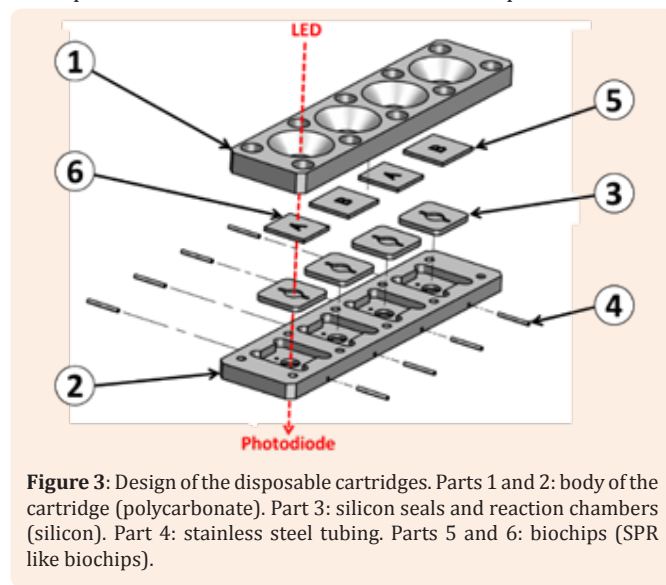 LED
1
5
B
A
6
B
3
A
4
2
Photodiode
Figure 3: Design of the disposable cartridges. Parts 1 and 2: body of the
cartridge (polycarbonate). Part 3: silicon seals and reaction chambers
(silicon). Part 4: stainless steel tubing. Parts 5 and 6: biochips (SPR
like biochips).